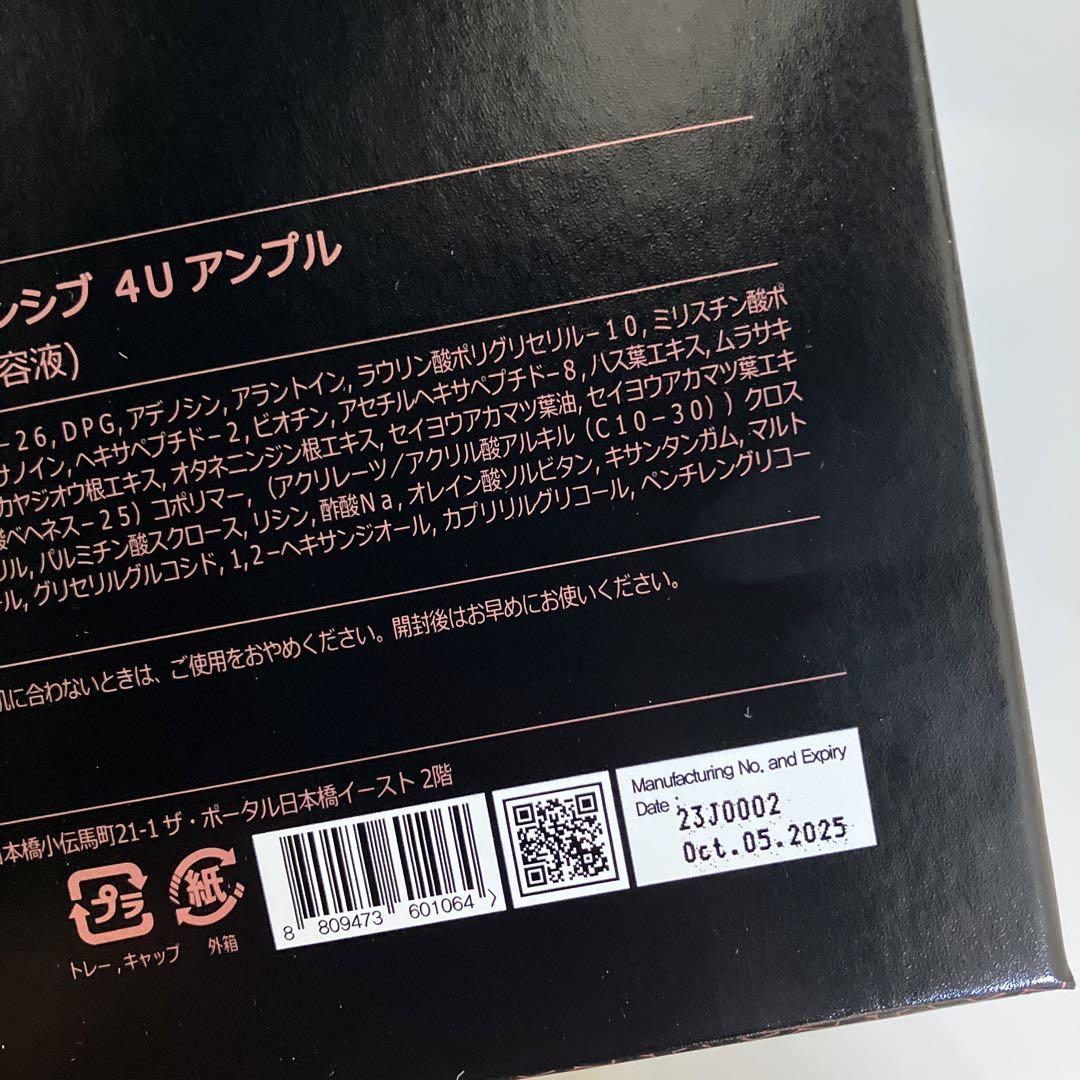 ンシブ 4U アンプル
容液)
-26, DPG, アデノシン, アラントイン, ラウリン酸ポリグリセリル-10, ミリスチン酸ポ
サノイン, ヘキサペプチド-2, ビオチン, アセチルヘキサペプチド-8, ハス葉エキス, ムラサキ
カヤジオウ根エキス, オタネニンジン根エキス, セイヨウアカマツ葉油, セイヨウアカマツ葉エキ
酸ベヘネス-25) コポリマー, (アクリレーツ/アクリル酸アルキル (C10-30)) クロス
リル, パルミチン酸スクロース, リシン, 酢酸Na, オレイン酸ソルビタン, キサンタンガム, マルト
ール, グリセリルグルコシド, 1,2-ヘキサンジオール, カプリリルグリコール, ペンチレングリコー
肌に合わないときは、ご使用をおやめください。開封後はお早めにお使いください。
本橋小伝馬町21-1 ザ・ポータル日本橋イースト 2階
プラ
トレー, キャップ
紙
外箱
8 809473 601064 >
Manufacturing No. and Expiry
Date :
23J0002
Oct.05.2025